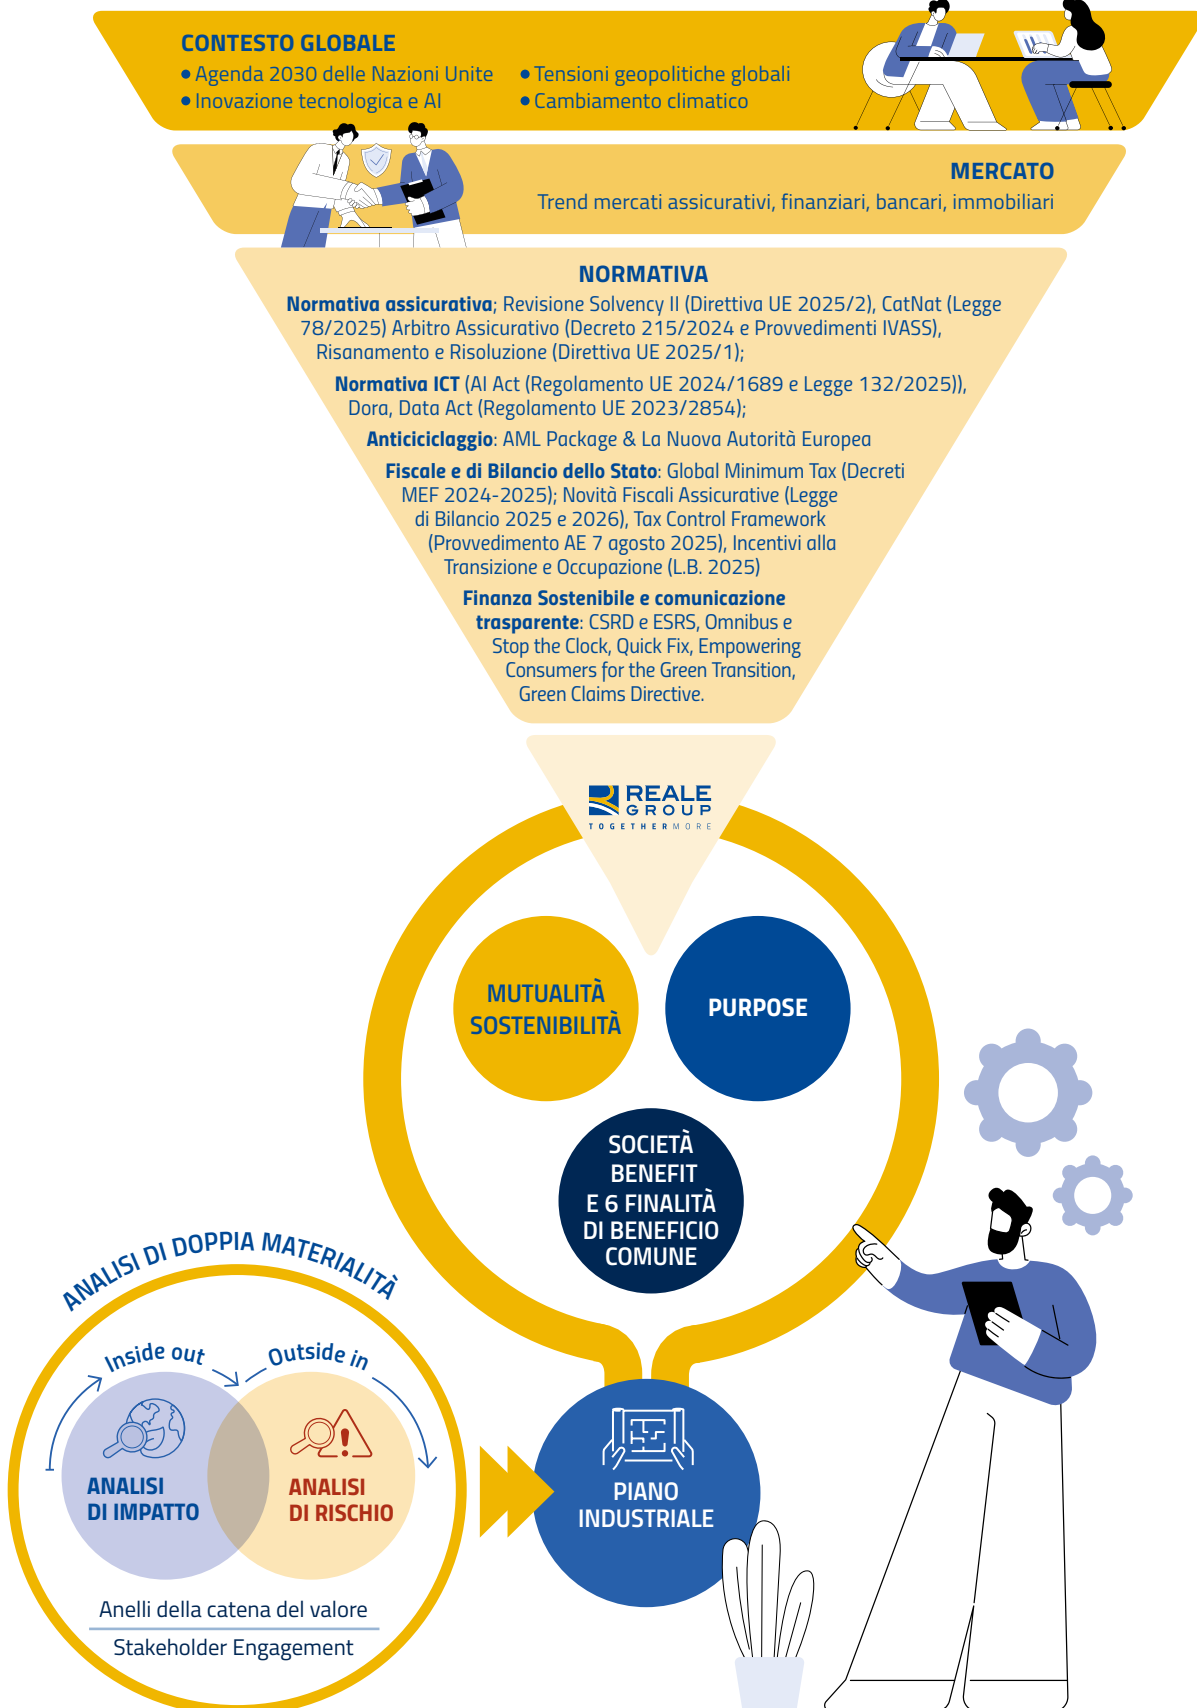 CONTESTO GLOBALE
• Agenda 2030 delle Nazioni Unite
• Inovazione tecnologica e AI
• Tensioni geopolitiche globali
• Cambiamento climatico
MERCATO
Trend mercati assicurativi, finanziari, bancari, immobiliari
NORMATIVA
Normativa assicurativa; Revisione Solvency II (Direttiva UE 2025/2), CatNat (Legge
78/2025) Arbitro Assicurativo (Decreto 215/2024 e Provvedimenti IVASS),
Risanamento e Risoluzione (Direttiva UE 2025/1);
Normativa ICT (AI Act (Regolamento UE 2024/1689 e Legge 132/2025)),
Dora, Data Act (Regolamento UE 2023/2854);
Anticiciclaggio: AML Package & La Nuova Autorità Europea
Fiscale e di Bilancio dello Stato: Global Minimum Tax (Decreti
MEF 2024-2025); Novità Fiscali Assicurative (Legge
di Bilancio 2025 e 2026), Tax Control Framework
(Provvedimento AE 7 agosto 2025), Incentivi alla
Transizione e Occupazione (L.B. 2025)
Finanza Sostenibile e comunicazione
trasparente: CSRD e ESRS, Omnibus e
Stop the Clock, Quick Fix, Empowering
Consumers for the Green Transition,
Green Claims Directive.
REALE
GROUP
TOGETHERMORE
MUTUALITÀ
SOSTENIBILITÀ
PURPOSE
SOCIETÀ
BENEFIT
E 6 FINALITÀ
DI BENEFICIO
COMUNE
ANALISI DI DOPPIA MATERIALITÀ
Inside out
Outside in
ANALISI
DI IMPATTO
ANALISI
DI RISCHIO
Anelli della catena del valore
Stakeholder Engagement
PIANO
INDUSTRIALE